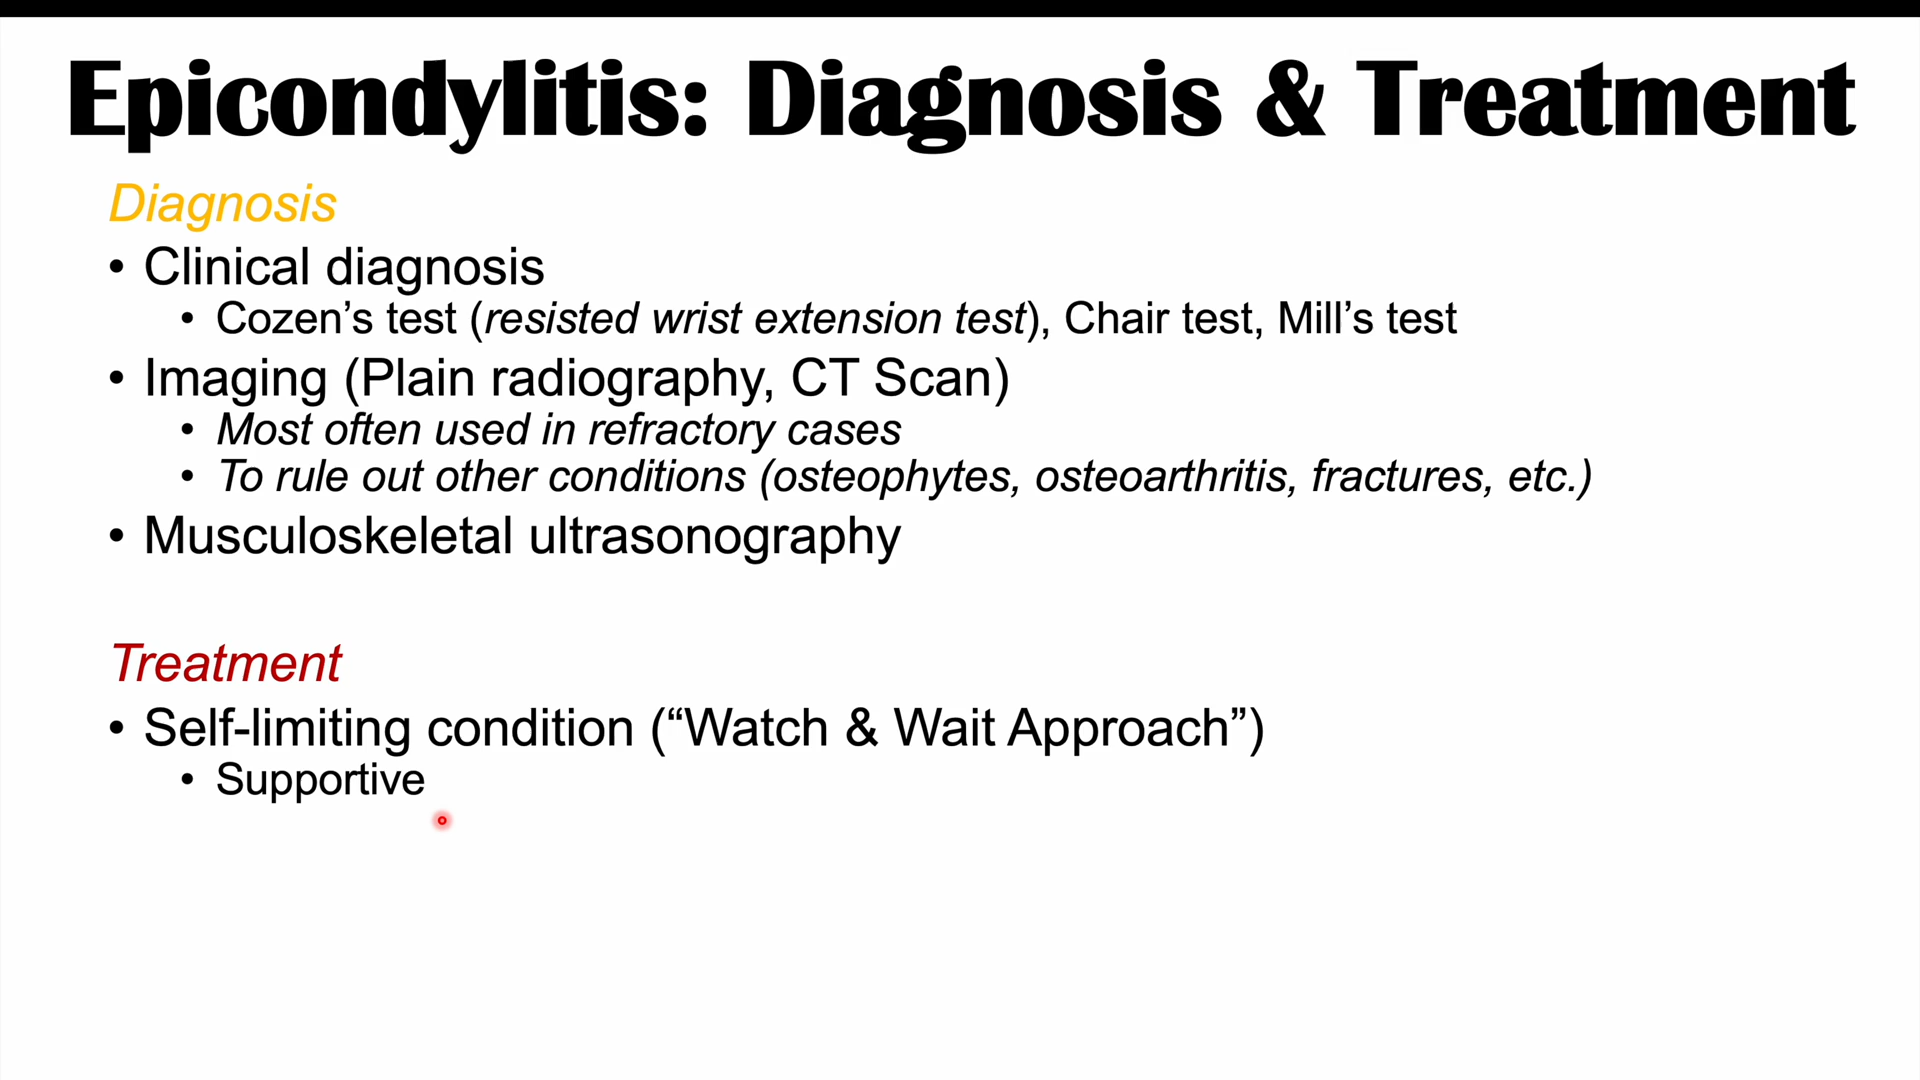 Epicondylitis: Diagnosis & Treatment
Diagnosis
• Clinical diagnosis
• Cozen’s test (resisted wrist extension test), Chair test, Mill’s test
• Imaging (Plain radiography, CT Scan)
• Most often used in refractory cases
• To rule out other conditions (osteophytes, osteoarthritis, fractures, etc.)
• Musculoskeletal ultrasonography
Treatment
• Self-limiting condition (“Watch & Wait Approach”)
• Supportive